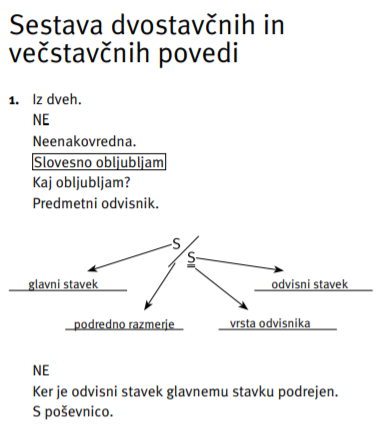 Sestava dvostavčnih in
večstavčnih povedi
1. Iz dveh.
NE
Neenakovredna.
Slovesno obljubljam
Kaj obljubljam?
Predmetni odvisnik.
S
S
glavni stavek
odvisni stavek
podredno razmerje
vrsta odvisnika
NE
Ker je odvisni stavek glavnemu stavku podrejen.
S poševnico.